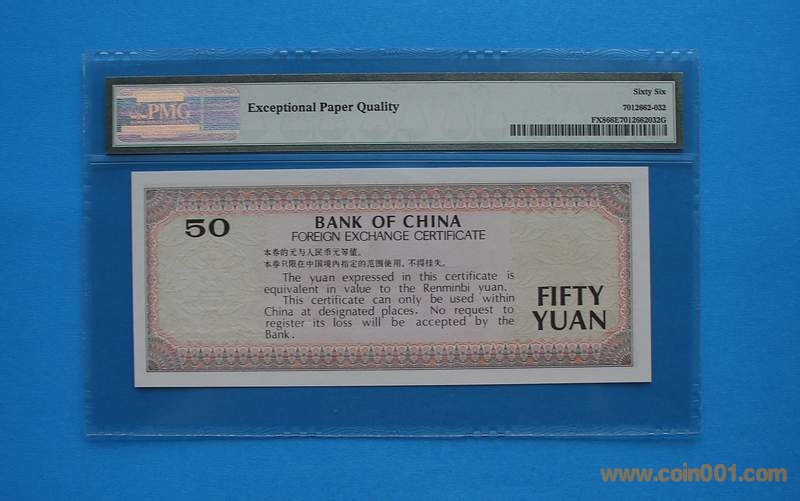 PMG
Exceptional Paper Quality
Sixty Six
7012662-032
FX866E7012662032G
50
BANK OF CHINA
FOREIGN EXCHANGE CERTIFICATE
本券的元与人民币元等值。
本券只限在中国境内指定的范围使用,不得挂失。
The yuan expressed in this certificate is
equivalent in value to the Renminbi yuan.
This certificate can only be used within
China at designated places. No request to
register its loss will be accepted by the
Bank.
FIFTY
YUAN
www.coin001.com